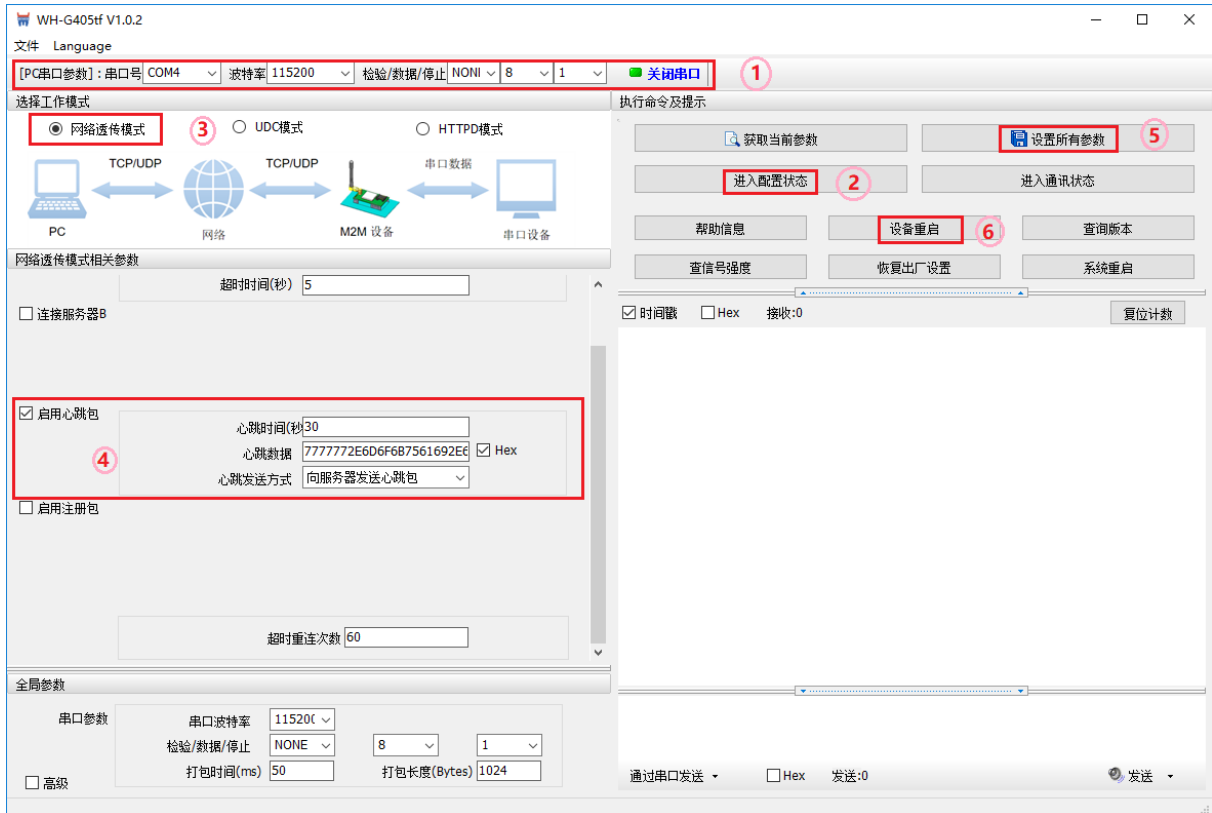 WH-G405tf V1.0.2
文件 Language
[PC串口参数]：串口号 COM4 波特率 115200 检验/数据/停止 NONI 8 1 关闭串口 1
选择工作模式
网络透传模式 3 UDC模式 HTTPD模式
TCP/UDP TCP/UDP 串口数据
PC 网络 M2M 设备 串口设备
网络透传模式相关参数
超时时间(秒) 5
连接服务器B
启用心跳包
心跳时间(秒 30
心跳数据 7777772E6D6F6B7561692E6 Hex
4
心跳发送方式 向服务器发送心跳包
启用注册包
超时重连次数 60
全局参数
串口参数 串口波特率 115200
检验/数据/停止 NONE 8 1
打包时间(ms) 50 打包长度(Bytes) 1024
高级
执行命令及提示
获取当前参数 设置所有参数 5
进入配置状态 2 进入通讯状态
帮助信息 设备重启 6 查询版本
查信号强度 恢复出厂设置 系统重启
时间戳 Hex 接收:0 复位计数
通过串口发送 Hex 发送:0 发送